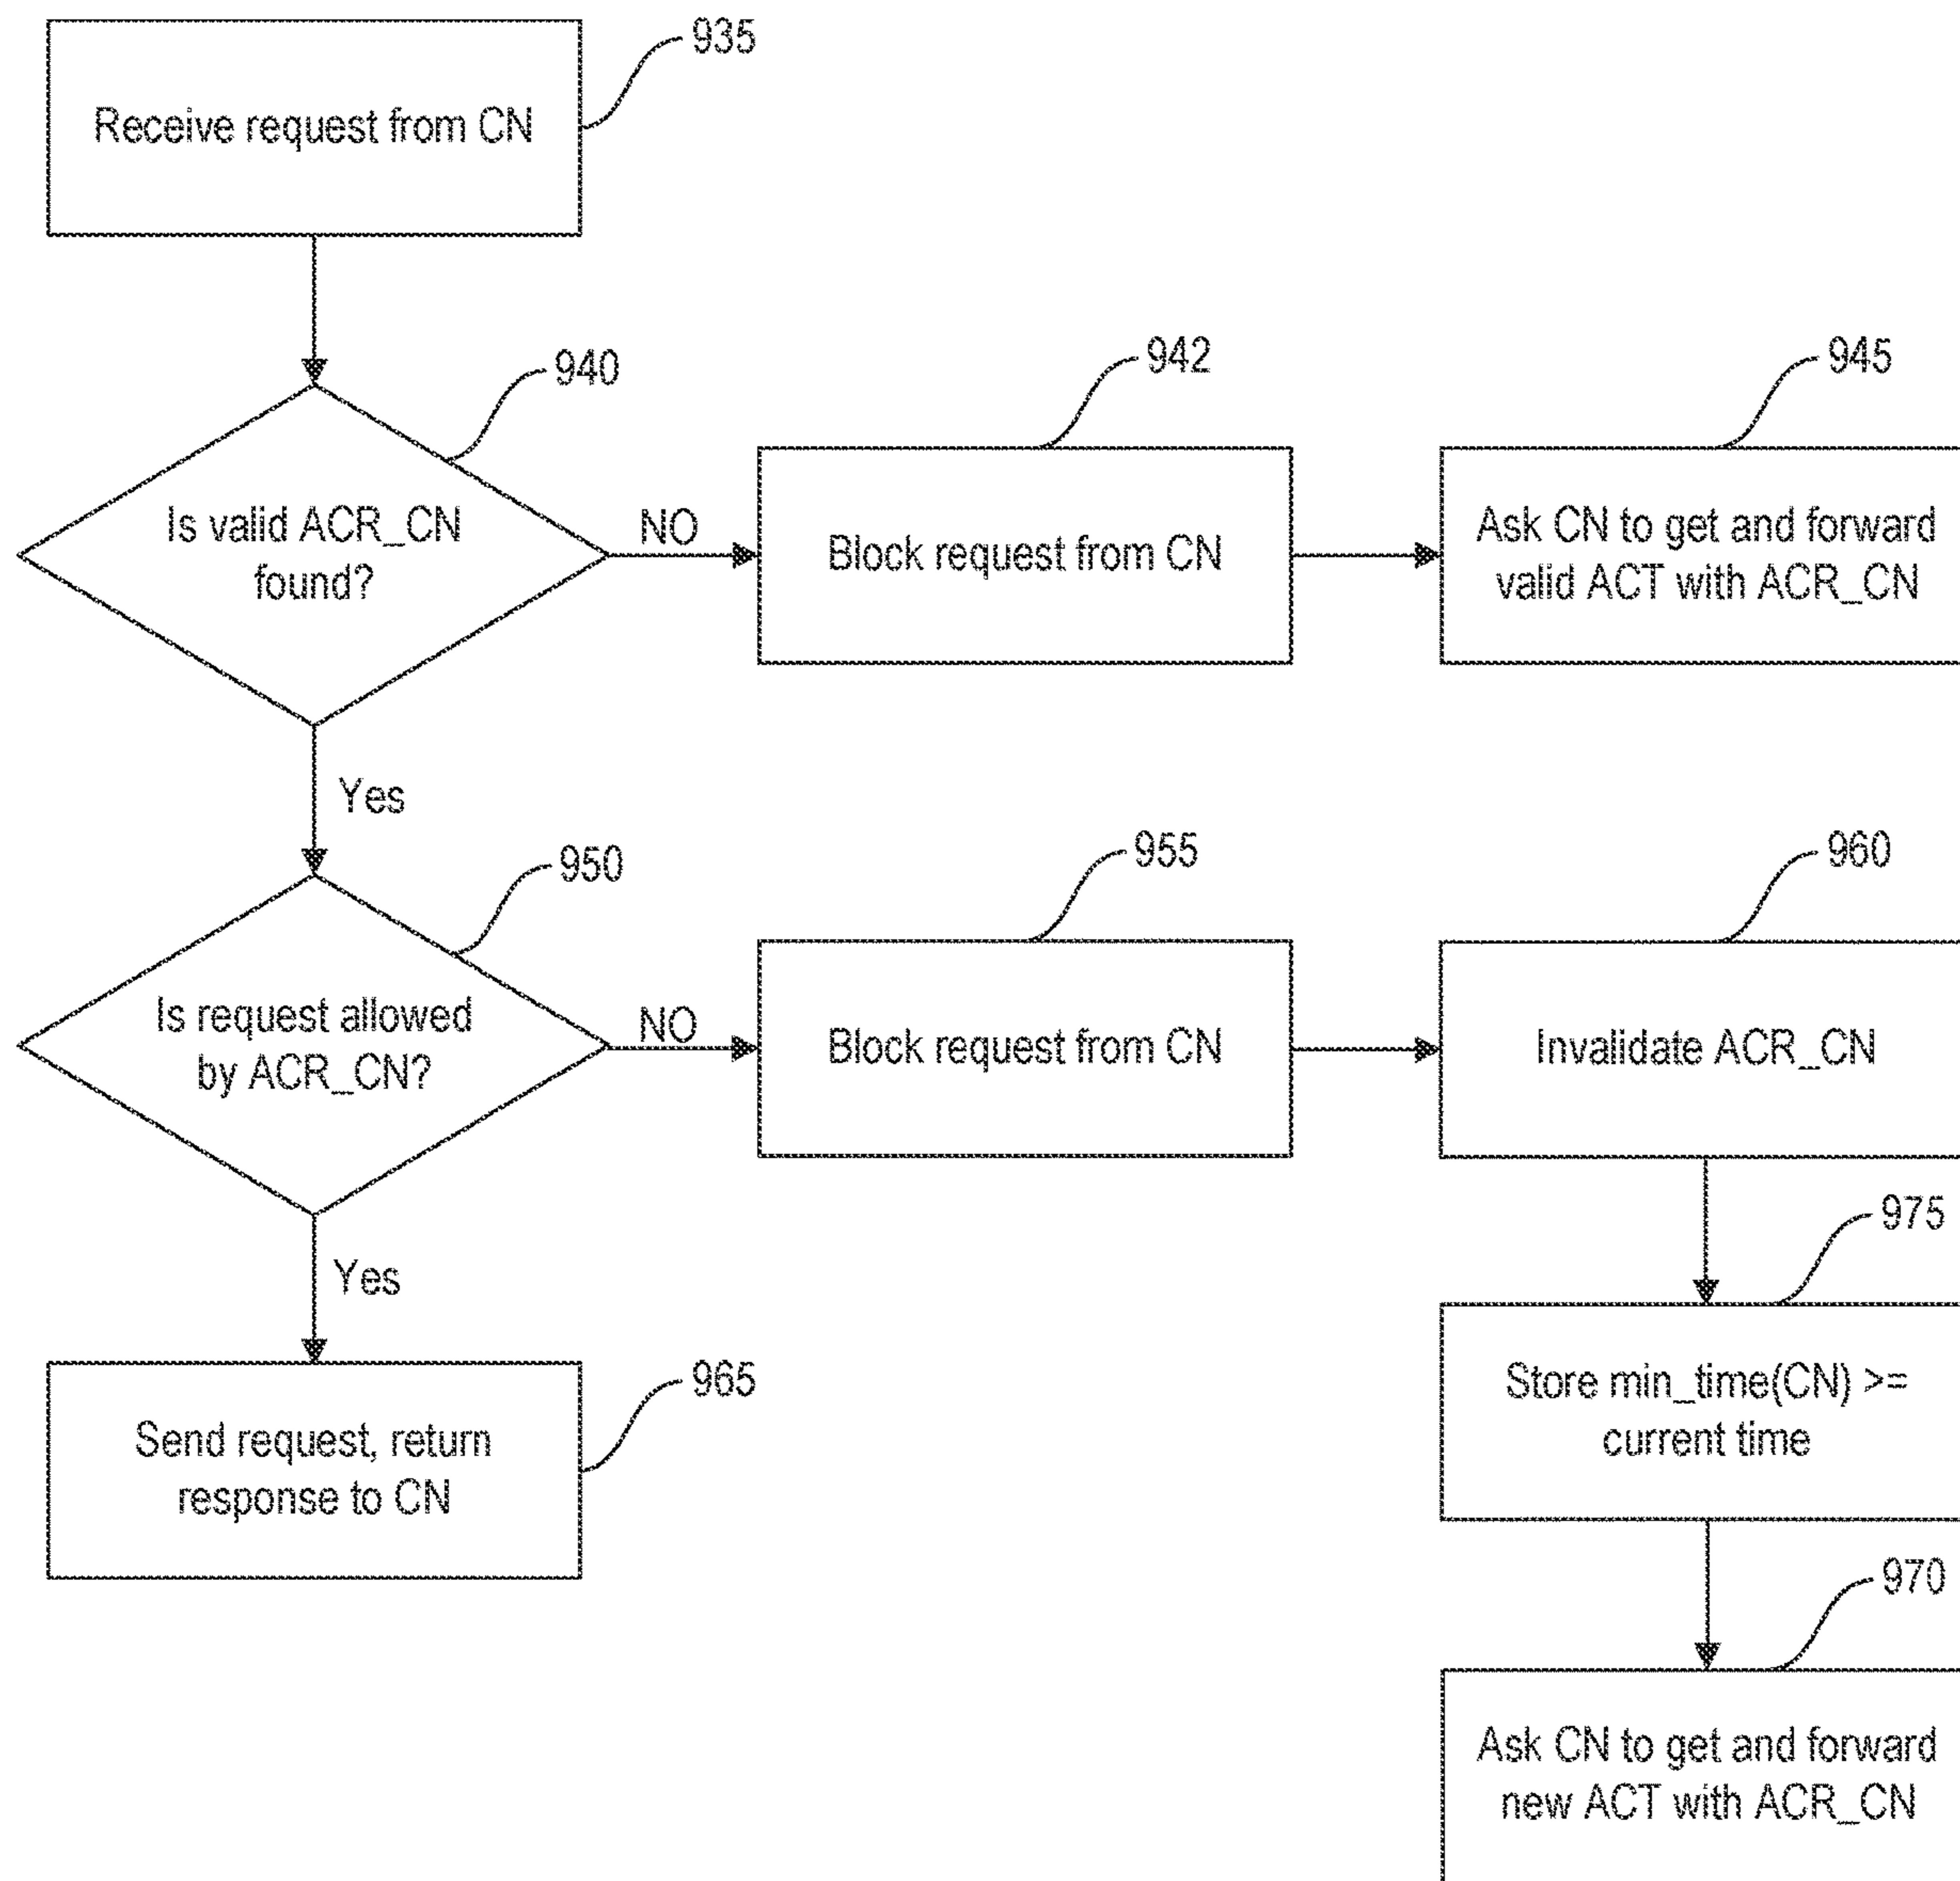 935
Receive request from CN
940
942
945
Is valid ACR_CN
found?
NO
Block request from CN
Ask CN to get and forward
valid ACT with ACR_CN
Yes
950
955
960
Is request allowed
by ACR_CN?
NO
Block request from CN
Invalidate ACR_CN
975
Yes
965
Send request, return
response to CN
Store min_time(CN) >=
current time
970
Ask CN to get and forward
new ACT with ACR_CN